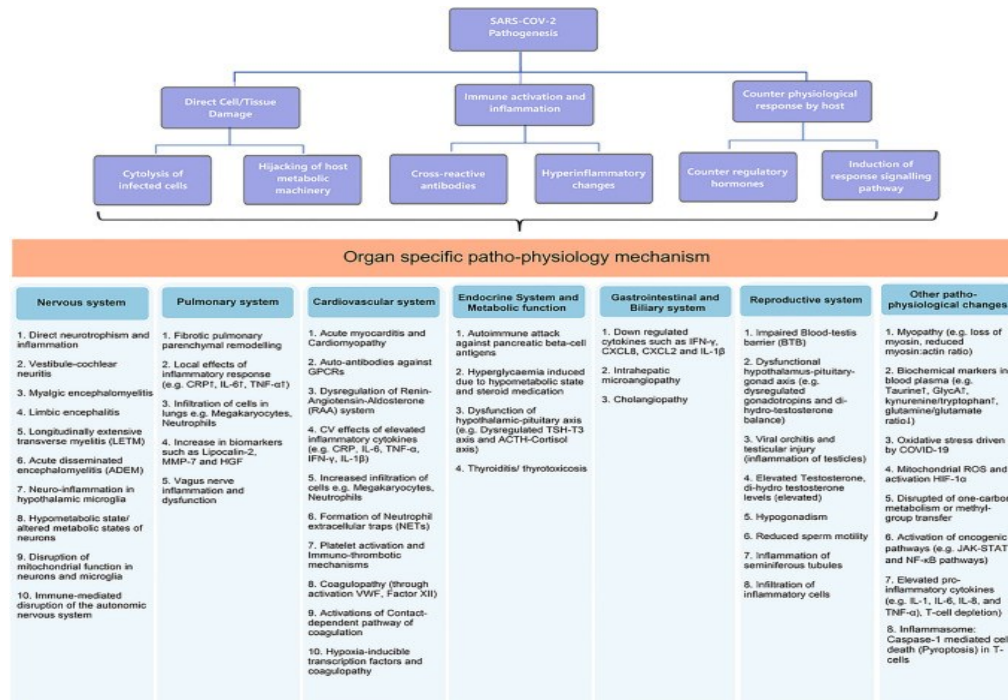 SARS-COV-2
Pathogenesis
Direct Cell/Tissue
Damage
Immune activation and
inflammation
Counter physiological
response by host
Cytolysis of
infected cells
Hijacking of host
metabolic
machinery
Cross-reactive
antibodies
Hyperinflammatory
changes
Counter regulatory
hormones
Induction of
response signalling
pathway
Organ specific patho-physiology mechanism
Nervous system
1. Direct neurotrophism and
inflammation
2. Vestibule-cochlear
neuritis
3. Myalgic encephalomyelitis
4. Limbic encephalitis
5. Longitudinally extensive
transverse myelitis (LETM)
6. Acute disseminated
encephalomyelitis (ADEM)
7. Neuro-inflammation in
hypothalamic microglia
8. Hypometabolic state/
altered metabolic states of
neurons
9. Disruption of
mitochondrial function in
neurons and microglia
10. Immune-mediated
disruption of the autonomic
nervous system
Pulmonary system
1. Fibrotic pulmonary
parenchymal remodelling
2. Local effects of
inflammatory response
(e.g. CRP↑, IL-6↑, TNF-α↑)
3. Infiltration of cells in
lungs e.g. Megakaryocytes,
Neutrophils
4. Increase in biomarkers
such as Lipocalin-2,
MMP-7 and HGF
5. Vagus nerve
inflammation and
dysfunction
Cardiovascular system
1. Acute myocarditis and
Cardiomyopathy
2. Auto-antibodies against
GPCRs
3. Dysregulation of Renin-
Angiotensin-Aldosterone
(RAA) system
4. CV effects of elevated
inflammatory cytokines
(e.g. CRP, IL-6, TNF-α,
IFN-γ, IL-1β)
5. Increased infiltration of
cells e.g. Megakaryocytes,
Neutrophils
6. Formation of Neutrophil
extracellular traps (NETs)
7. Platelet activation and
Immuno-thrombotic
mechanisms
8. Coagulopathy (through
activation VWF, Factor XII)
9. Activations of Contact-
dependent pathway of
coagulation
10. Hypoxia-inducible
transcription factors and
coagulopathy
Endocrine System and
Metabolic function
1. Autoimmune attack
against pancreatic beta-cell
antigens
2. Hyperglycaemia induced
due to hypometabolic state
and steroid medication
3. Dysfunction of
hypothalamic-pituitary axis
(e.g. Dysregulated TSH-T3
axis and ACTH-Cortisol
axis)
4. Thyroiditis/ thyrotoxicosis
Gastrointestinal and
Biliary system
1. Down regulated
cytokines such as IFN-γ,
CXCL8, CXCL2 and IL-1β
2. Intrahepatic
microangiopathy
3. Cholangiopathy
Reproductive system
1. Impaired Blood-testis
barrier (BTB)
2. Dysfunctional
hypothalamus-pituitary-
gonad axis (e.g.
dysregulated
gonadotropins and di-
hydro-testosterone
balance)
3. Viral orchitis and
testicular injury
(inflammation of testicles)
4. Elevated Testosterone,
di-hydro testosterone
levels (elevated)
5. Hypogonadism
6. Reduced sperm motility
7. Inflammation of
seminiferous tubules
8. Infiltration of
inflammatory cells
Other patho-
physiological changes
1. Myopathy (e.g. loss of
myosin, reduced
myosin:actin ratio)
2. Biochemical markers in
blood plasma (e.g.
Taurine↑, GlycA↑,
kynurenine/tryptophan↑,
glutamine/glutamate
ratio↓)
3. Oxidative stress driven
by COVID-19
4. Mitochondrial ROS and
activation HIF-1α
5. Disrupted of one-carbon
metabolism or methyl-
group transfer
6. Activation of oncogenic
pathways (e.g. JAK-STAT
and NF-κB pathways)
7. Elevated pro-
inflammatory cytokines
(e.g. IL-1, IL-6, IL-8, and
TNF-α), T-cell depletion)
8. Inflammasome:
Caspase-1 mediated cell
death (Pyroptosis) in T-
cells